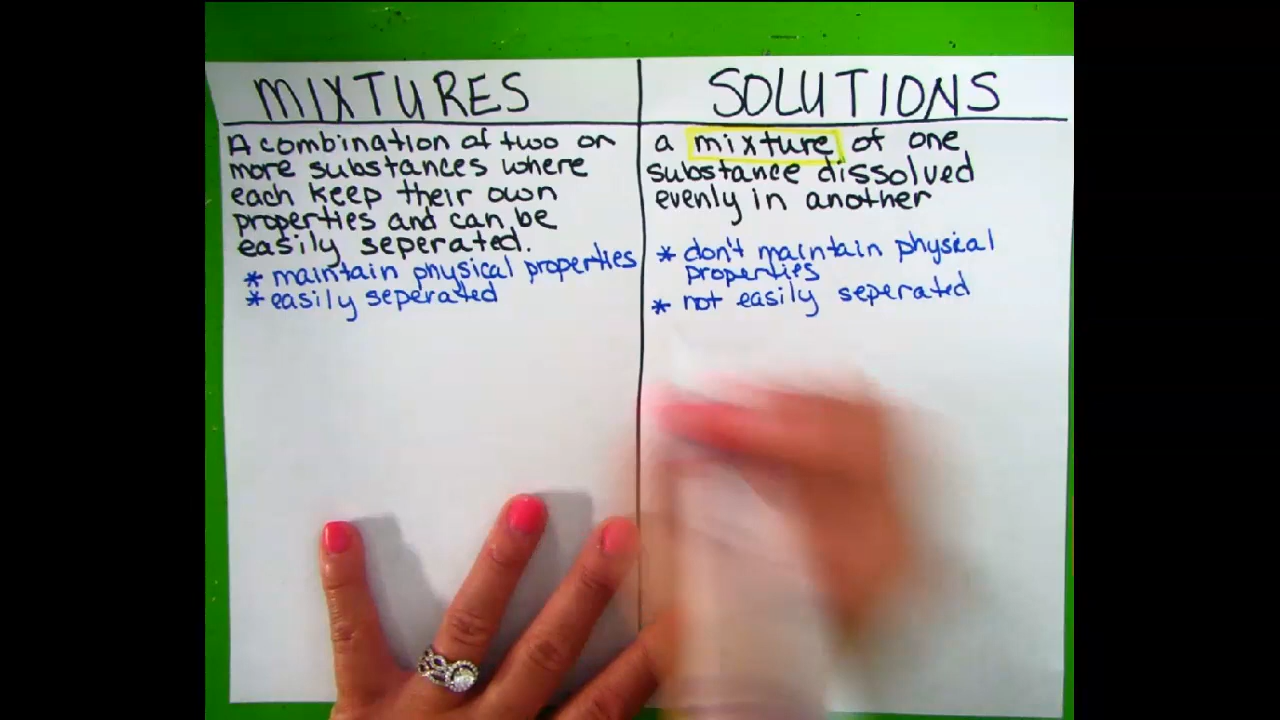 MIXTURES
A combination of two or
more substances where
each keep their own
properties and can be
easily seperated.
* maintain physical properties
* easily seperated
SOLUTIONS
a mixture of one
substance dissolved
evenly in another
* don't maintain physical
properties
* not easily seperated